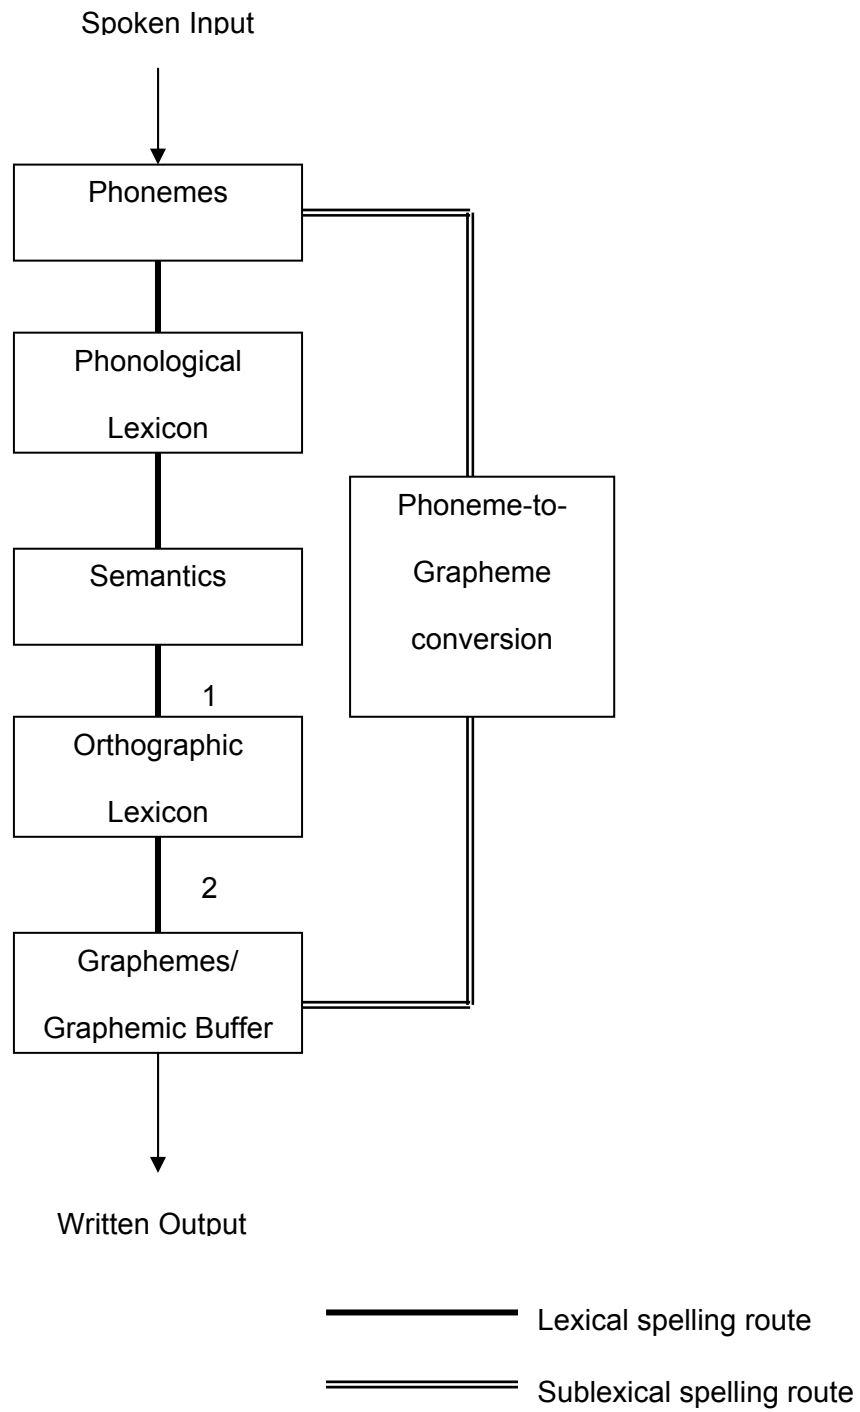 Spoken Input
Phonemes
Phonological
Lexicon
Phoneme-to-
Grapheme
conversion
Semantics
1
Orthographic
Lexicon
2
Graphemes/
Graphemic Buffer
Written Output
Lexical spelling route
Sublexical spelling route